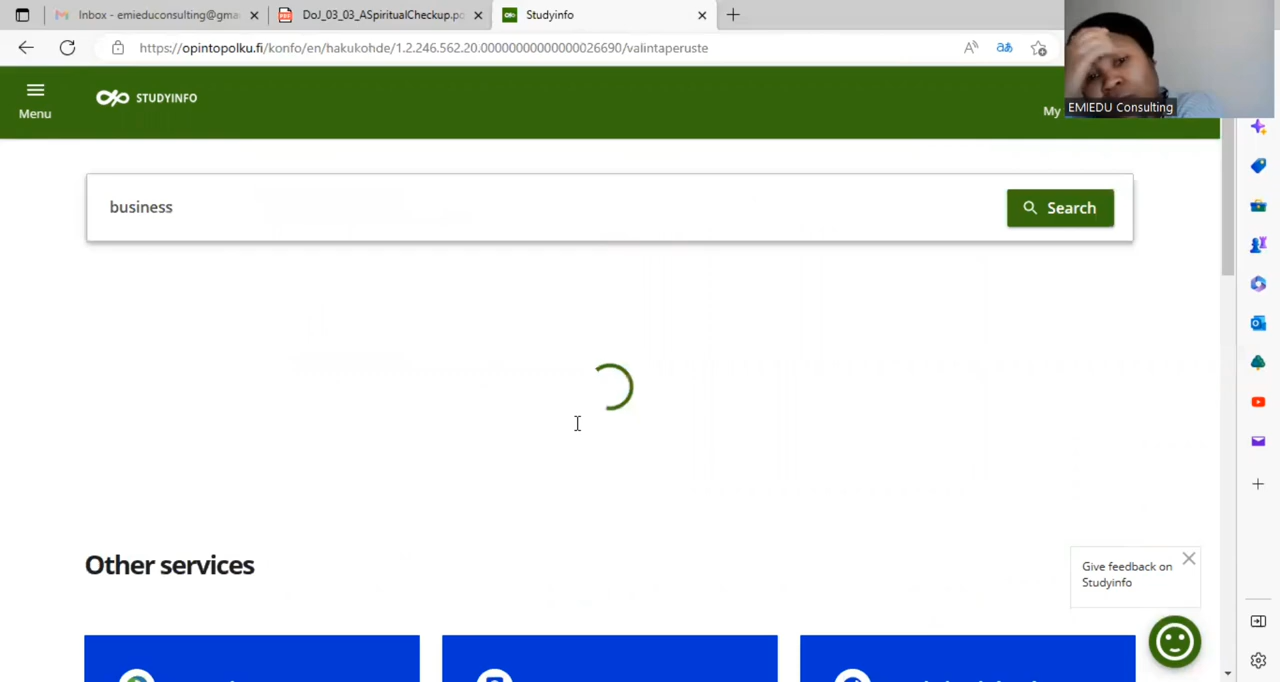 Inbox - emieduconsulting@gma
DoJ_03_03_ASpiritualCheckup.po
Studyinfo
https://opintopolku.fi/konfo/en/hakukohde/1.2.246.562.20.00000000000000026690/valintaperuste
EMIEDU Consulting
Menu
STUDYINFO
My
business
Search
Other services
Give feedback on
Studyinfo